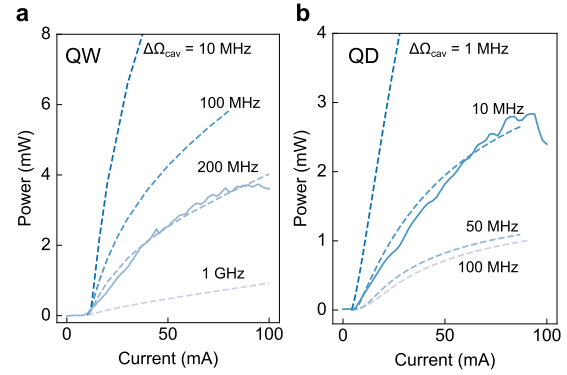 a
QW
ΔΩcav = 10 MHz
100 MHz
200 MHz
1 GHz
8
6
4
2
0
Power (mW)
0
50
100
Current (mA)
b
QD
ΔΩcav = 1 MHz
10 MHz
50 MHz
100 MHz
4
3
2
1
0
Power (mW)
0
50
100
Current (mA)